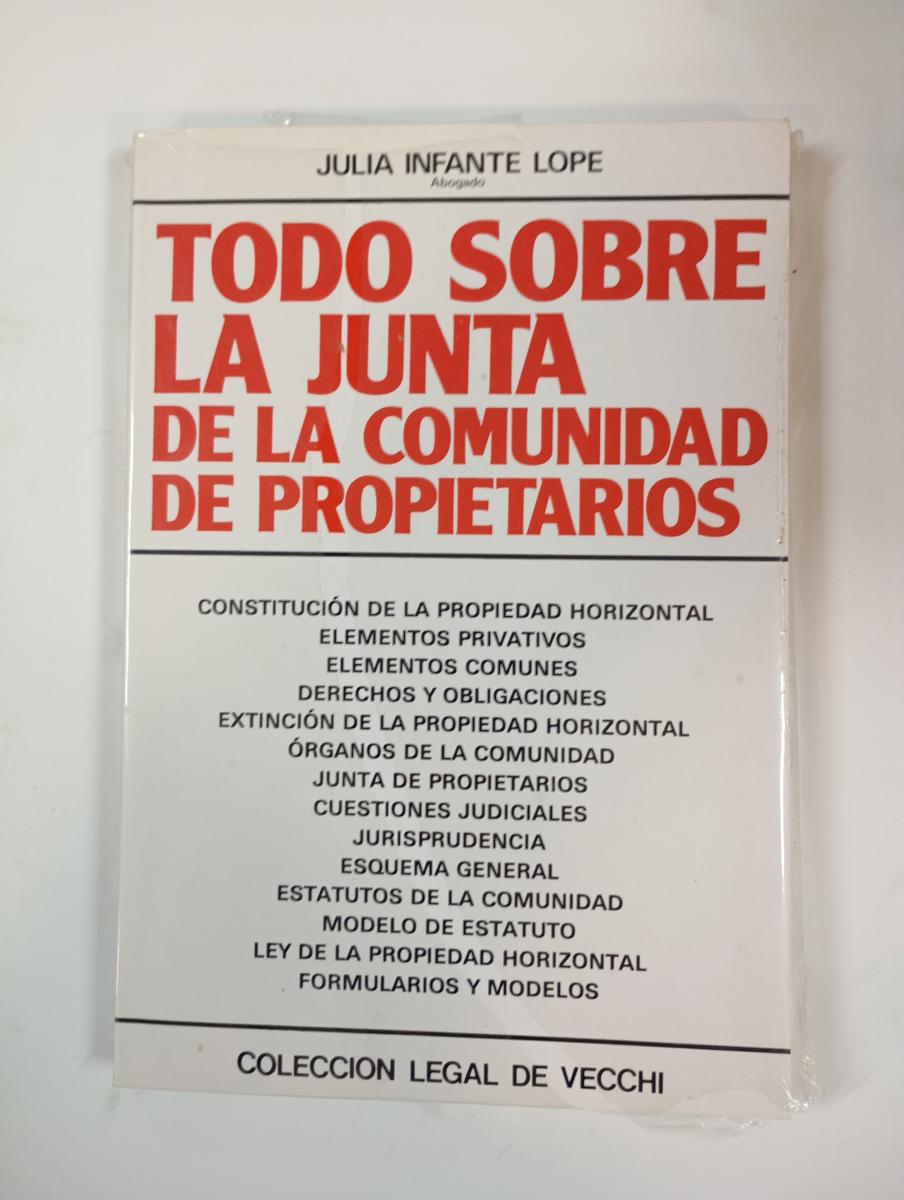 JULIA INFANTE LOPE
Abogado
TODO SOBRE
LA JUNTA
DE LA COMUNIDAD
DE PROPIETARIOS
CONSTITUCIÓN DE LA PROPIEDAD HORIZONTAL
ELEMENTOS PRIVATIVOS
ELEMENTOS COMUNES
DERECHOS Y OBLIGACIONES
EXTINCIÓN DE LA PROPIEDAD HORIZONTAL
ÓRGANOS DE LA COMUNIDAD
JUNTA DE PROPIETARIOS
CUESTIONES JUDICIALES
JURISPRUDENCIA
ESQUEMA GENERAL
ESTATUTOS DE LA COMUNIDAD
MODELO DE ESTATUTO
LEY DE LA PROPIEDAD HORIZONTAL
FORMULARIOS Y MODELOS
COLECCION LEGAL DE VECCHI